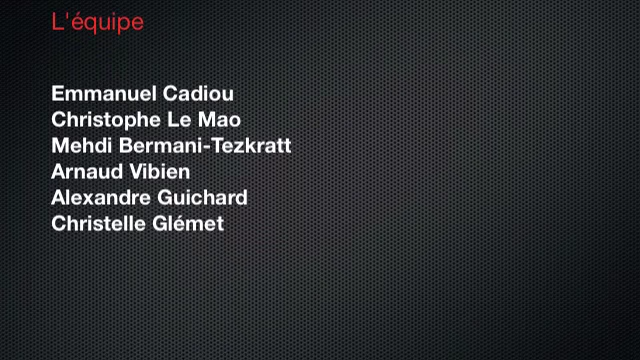 L'équipe
Emmanuel Cadiou
Christophe Le Mao
Mehdi Bermani-Tezkratt
Arnaud Vibien
Alexandre Guichard
Christelle Glémet